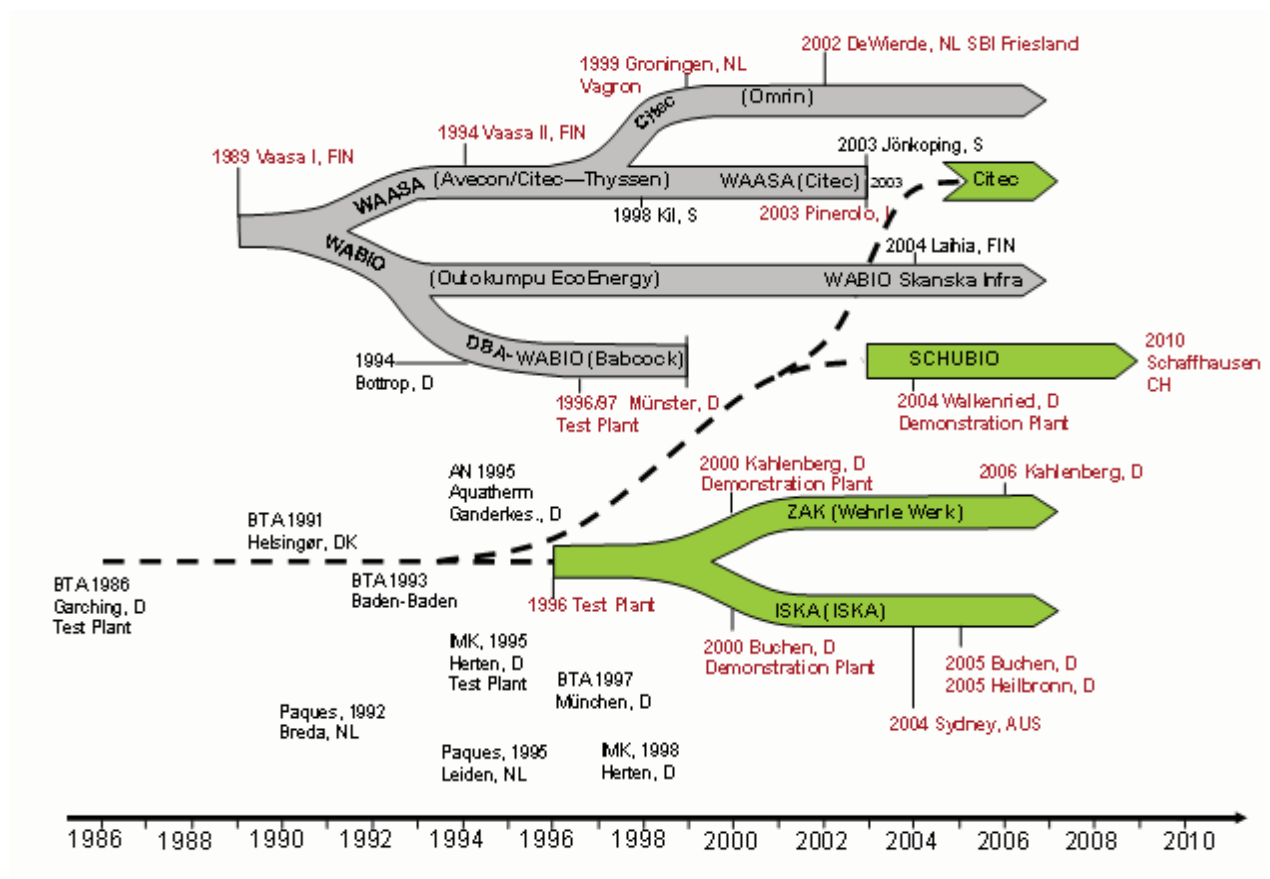 2002 DeWierde, NL SBI Friesland
1999 Groningen, NL
Vagron
Citec
(Omrin)
1994 Vaasa II, FIN
1989 Vaasa I, FIN
2003 Jönkoping, S
WAASA
(Avecon/Citec—Thyssen)
WAASA (Citec)
2003
Citec
1998 Kil, S
2003 Pinerolo, I
WABIO
2004 Laihia, FIN
(Outokumpu EcoEnergy)
WABIO Skanska Infra
DBA-WABIO (Babcock)
1994
Bottrop, D
1996/97 Münster, D
Test Plant
SCHUBIO
2010
Schaffhausen
CH
2004 Walkenried, D
Demonstration Plant
AN 1995
Aquatherm
Ganderkes., D
2000 Kahlenberg, D
Demonstration Plant
2006 Kahlenberg, D
ZAK (Wehrle Werk)
BTA 1991
Helsingør, DK
BTA 1986
Garching, D
Test Plant
BTA 1993
Baden-Baden
1996 Test Plant
ISKA (ISKA)
IMK, 1995
Herten, D
Test Plant
2000 Buchen, D
Demonstration Plant
2005 Buchen, D
2005 Heilbronn, D
BTA 1997
München, D
2004 Sydney, AUS
Paques, 1992
Breda, NL
Paques, 1995
Leiden, NL
IMK, 1998
Herten, D
1986 1988 1990 1992 1994 1996 1998 2000 2002 2004 2006 2008 2010